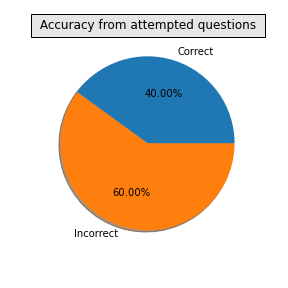 Accuracy from attempted questions
Correct
40.00%
60.00%
Incorrect